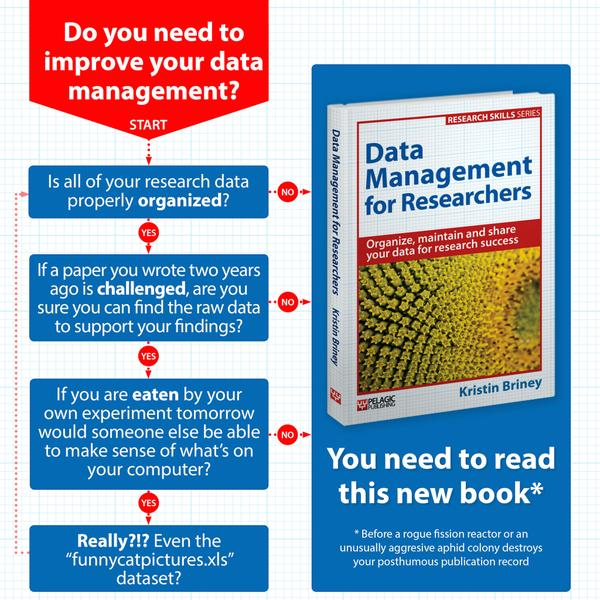 Do you need to
improve your data
management?
START
Is all of your research data
properly organized?
NO
YES
If a paper you wrote two years
ago is challenged, are you
sure you can find the raw data
to support your findings?
NO
YES
If you are eaten by your
own experiment tomorrow
would someone else be able
to make sense of what's on
your computer?
NO
YES
Really?!? Even the
"funnycatpictures.xls"
dataset?
Data Management for Researchers
Kristin Briney
RESEARCH SKILLS SERIES
Data
Management
for Researchers
Organize, maintain and share
your data for research success
Kristin Briney
PELAGIC
PUBLISHING
You need to read
this new book*
* Before a rogue fission reactor or an
unusually aggresive aphid colony destroys
your posthumous publication record